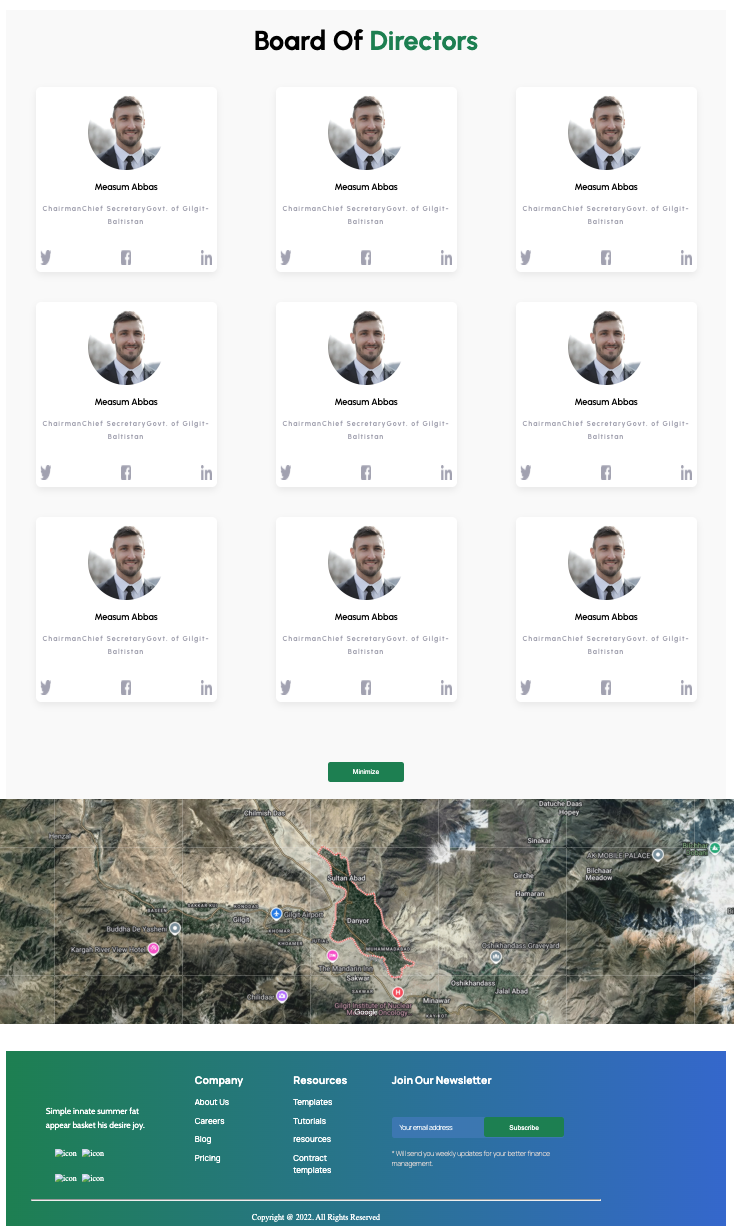 Board Of Directors
Measum Abbas
Measum Abbas
Measum Abbas
ChairmanChief SecretaryGovt. of Gilgit-
Baltistan
ChairmanChief SecretaryGovt. of Gilgit-
Baltistan
ChairmanChief SecretaryGovt. of Gilgit-
Baltistan
Measum Abbas
Measum Abbas
Measum Abbas
ChairmanChief SecretaryGovt. of Gilgit-
Baltistan
ChairmanChief SecretaryGovt. of Gilgit-
Baltistan
ChairmanChief SecretaryGovt. of Gilgit-
Baltistan
Measum Abbas
Measum Abbas
Measum Abbas
ChairmanChief SecretaryGovt. of Gilgit-
Baltistan
ChairmanChief SecretaryGovt. of Gilgit-
Baltistan
ChairmanChief SecretaryGovt. of Gilgit-
Baltistan
Minimize
Datuche Daas
Hopey
Chilmish Das
Henzal
Sinakar
AK MOBILE PALACE
Bilchaar
Meadow
Sultan Abad
Girche
Hamaran
Gilgit
Gilgit Airport
Danyor
KHOMAR
KHOAMER
JUTIAL
MUHAMMADABAD
Buddha De Yasheni
Kargah River View Hotel
Oshikhandass Graveyard
Sakwar
SAKWAR
Oshikhandass
Jalal Abad
Chilidaar
Minawar
Gilgit Institute of Nuclear
Oncology
Google
Company
Resources
Join Our Newsletter
Simple innate summer fat
appear basket his desire joy.
About Us
Careers
Blog
Pricing
Templates
Tutorials
resources
Contract
templates
Your email address
Subscribe
* Will send you weekly updates for your better finance
management.
icon
icon
icon
icon
Copyright @ 2022. All Rights Reserved